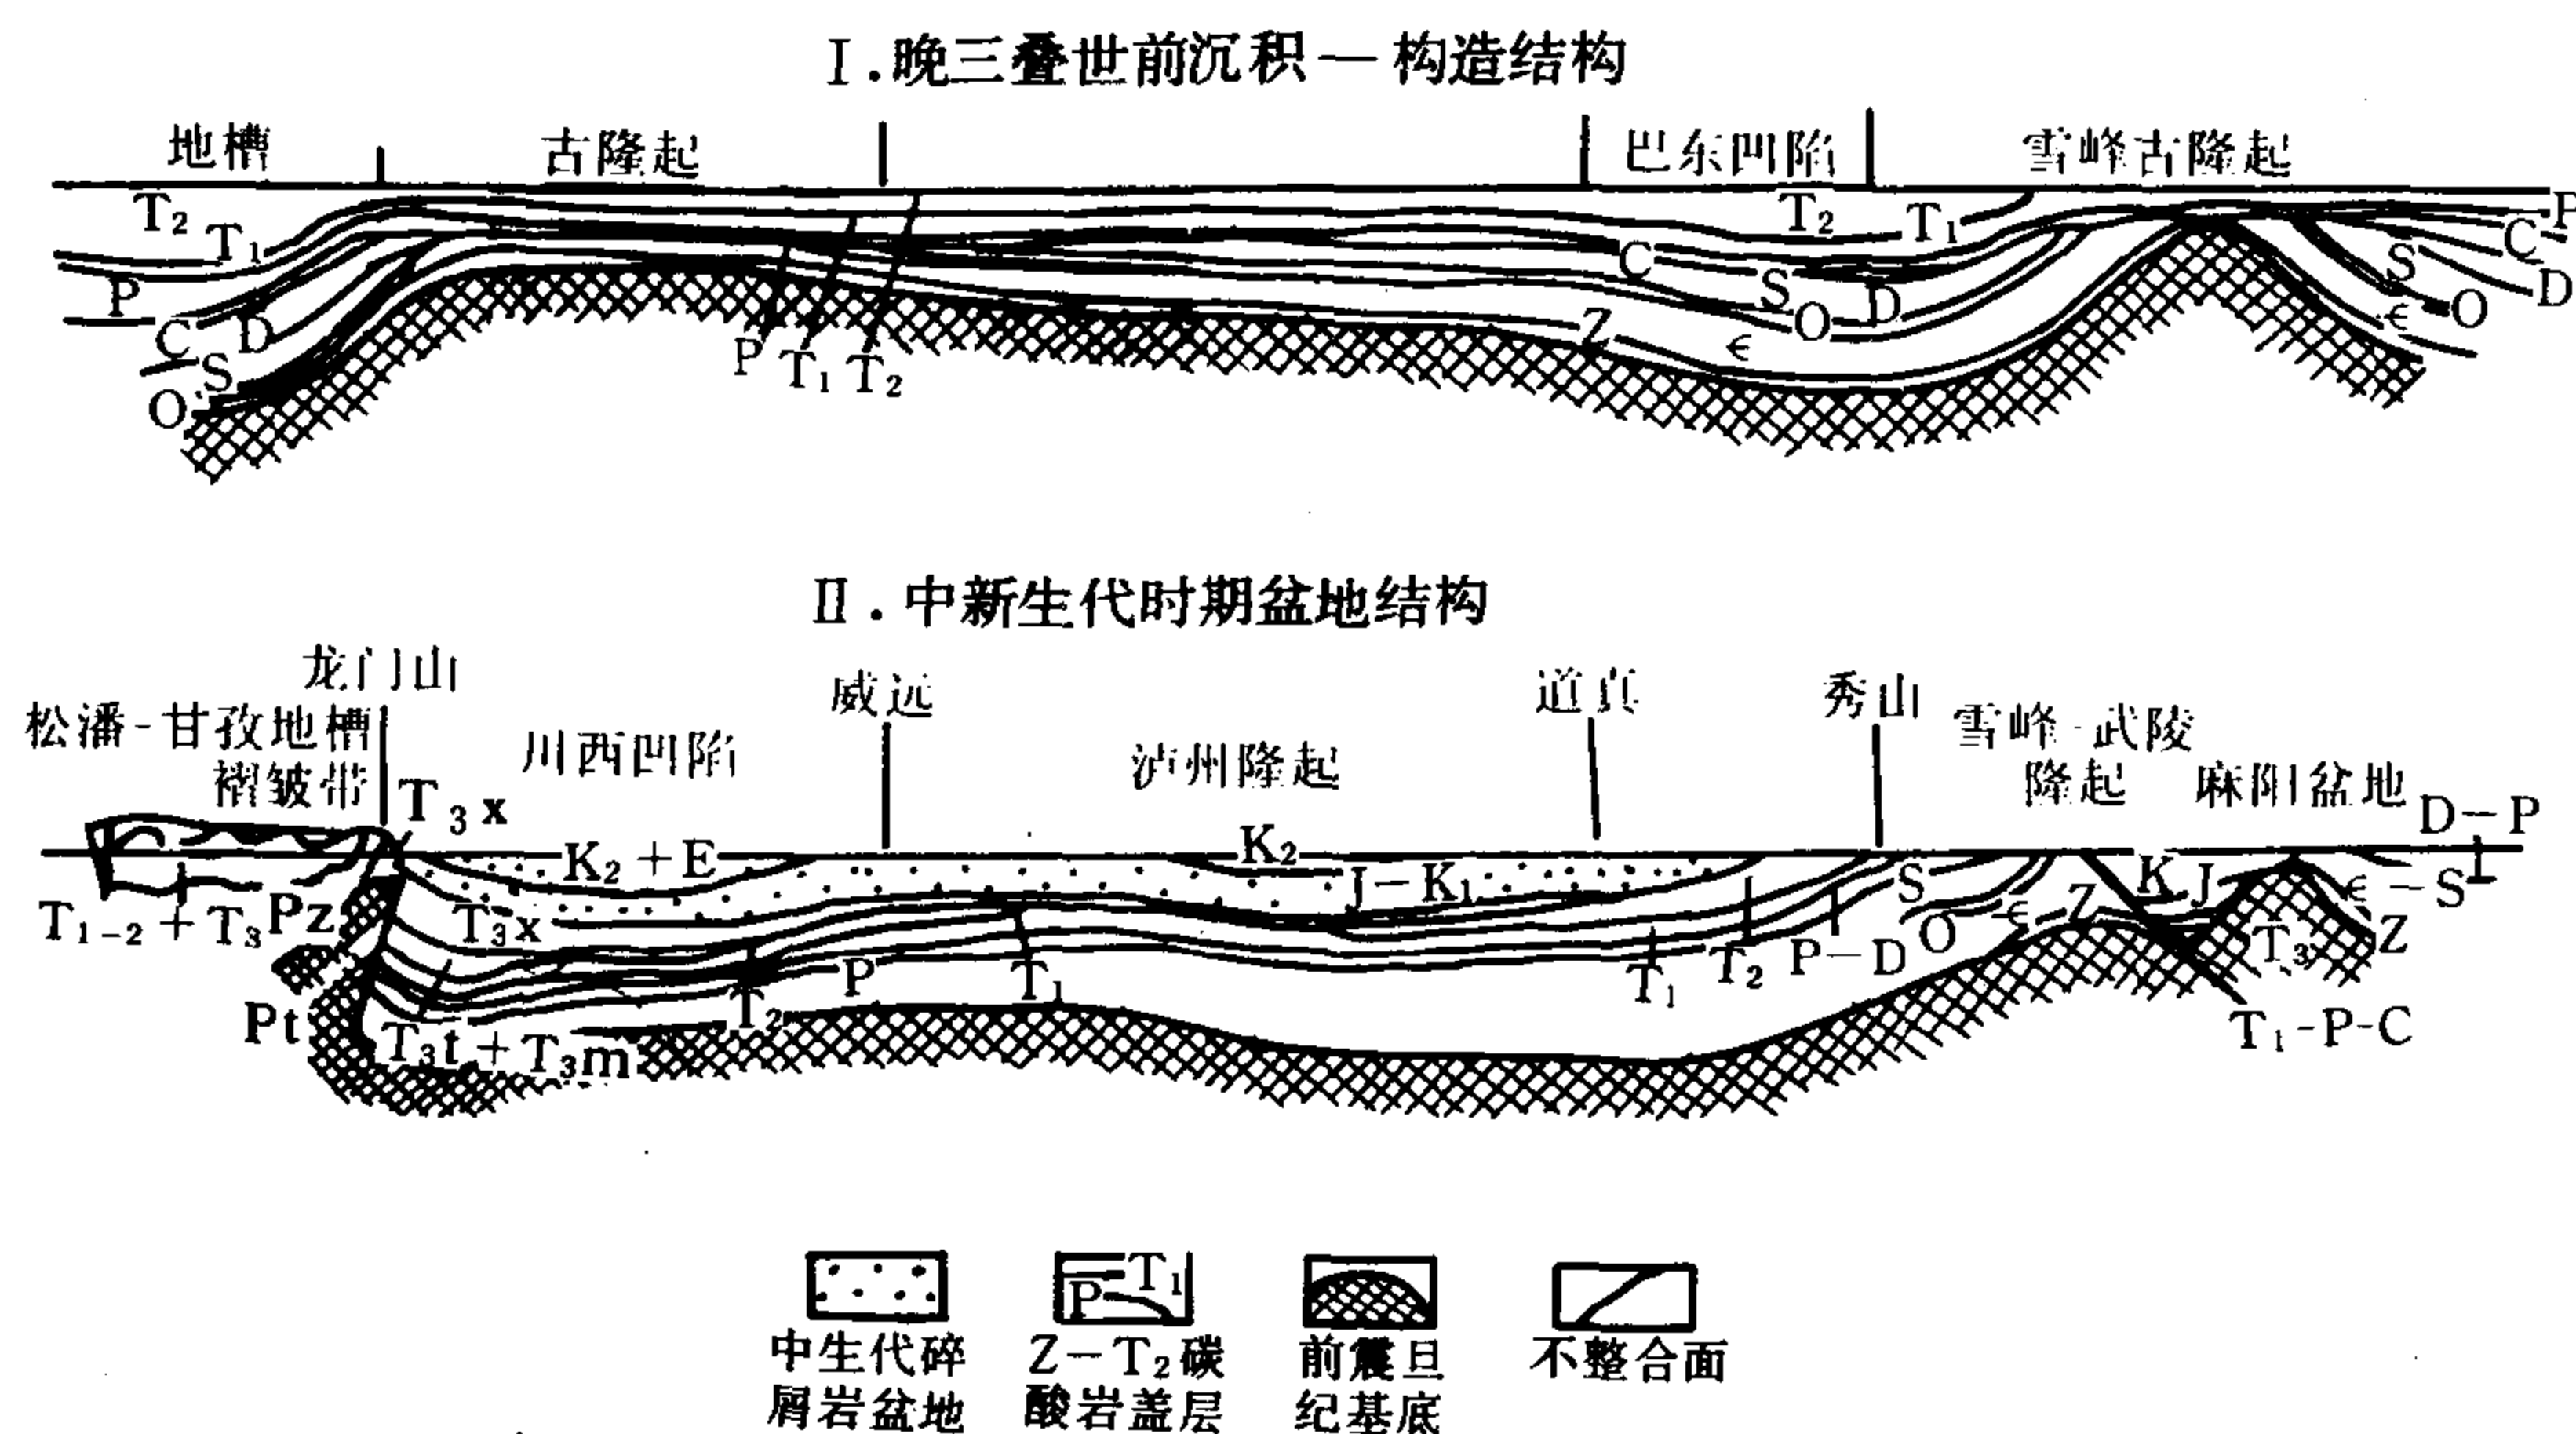 Ⅰ.晚三叠世前沉积—构造结构
地槽 古隆起 巴东凹陷 雪峰古隆起
T₂ T₁ T₂ T₁ P
P C S C
C D S O D S O D
O Z ϵ ϵ
P T₁ T₂
Ⅱ.中新生代时期盆地结构
龙门山 威远 道真 秀山
松潘-甘孜地槽 川西凹陷 泸州隆起 雪峰-武陵
褶皱带 隆起 麻阳盆地
T₃x D-P
K₂+E K₂ J-K₁ S K J ϵ-S
T₁₋₂+T₃ Pz T₃x O ϵ Z T₃ Z
P T₁ T₁ T₂ P-D
Pt T₂
T₃t+T₃m T₁-P-C
T₁
P
中生代碎 Z-T₂碳 前震旦 不整合面
屑岩盆地 酸岩盖层 纪基底